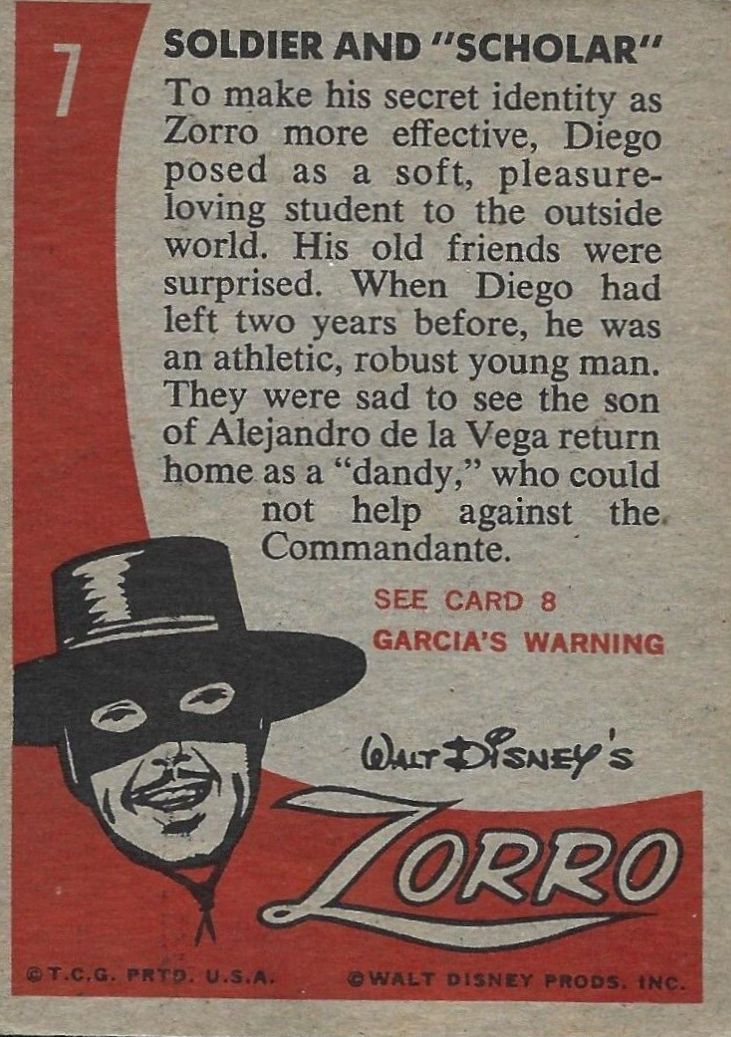 7
SOLDIER AND "SCHOLAR"
To make his secret identity as
Zorro more effective, Diego
posed as a soft, pleasure-
loving student to the outside
world. His old friends were
surprised. When Diego had
left two years before, he was
an athletic, robust young man.
They were sad to see the son
of Alejandro de la Vega return
home as a “dandy,” who could
not help against the
Commandante.
SEE CARD 8
GARCIA'S WARNING
WALT DISNEY'S
ZORRO
©T.C.G. PRTD. U.S.A.
©WALT DISNEY PRODS. INC.